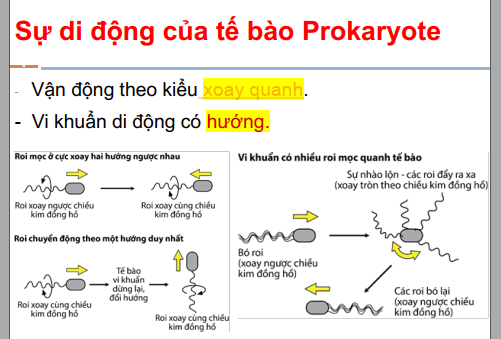 Sự di động của tế bào Prokaryote
- Vận động theo kiểu xoay quanh.
- Vi khuẩn di động có hướng.
Roi mọc ở cực xoay hai hướng ngược nhau
Roi xoay ngược chiều
kim đồng hồ
Roi xoay cùng chiều
kim đồng hồ
Roi chuyển động theo một hướng duy nhất
Roi xoay cùng chiều
kim đồng hồ
Tế bào
vi khuẩn
dừng lại,
đổi hướng
Roi xoay cùng chiều
kim đồng hồ
Vi khuẩn có nhiều roi mọc quanh tế bào
Sự nhào lộn - các roi đẩy ra xa
(xoay tròn theo chiều kim đồng hồ)
Bó roi
(xoay ngược chiều
kim đồng hồ)
Các roi bó lại
(xoay ngược chiều
kim đồng hồ)